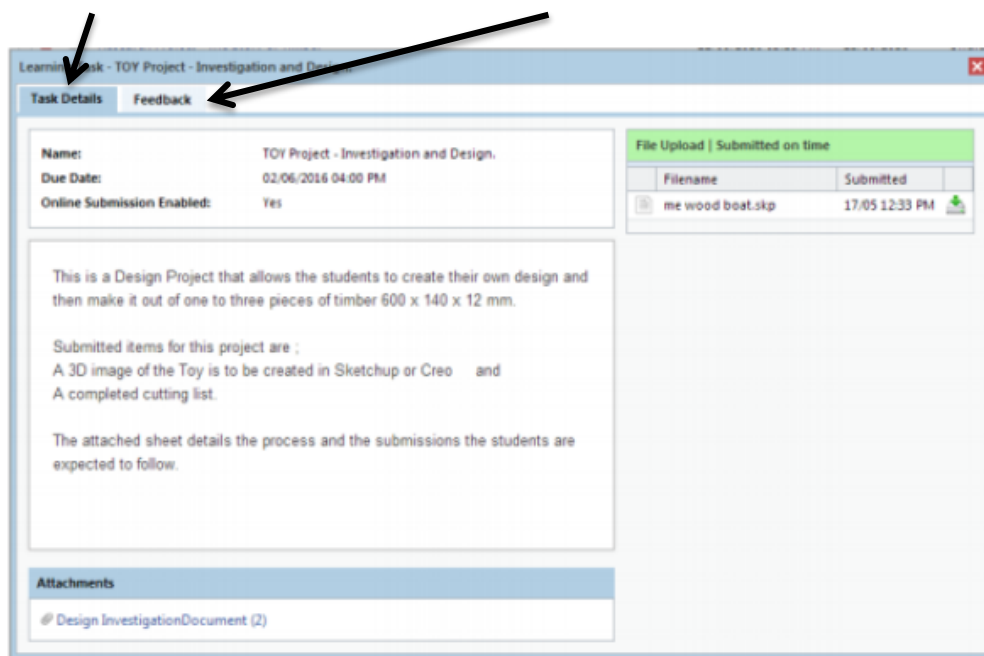 Learning Task - TOY Project - Investigation and Design.
Task Details Feedback
Name: TOY Project - Investigation and Design.
Due Date: 02/06/2016 04:00 PM
Online Submission Enabled: Yes
File Upload | Submitted on time
Filename Submitted
me wood boat.skp 17/05 12:33 PM
This is a Design Project that allows the students to create their own design and
then make it out of one to three pieces of timber 600 x 140 x 12 mm.
Submitted items for this project are ;
A 3D image of the Toy is to be created in Sketchup or Creo and
A completed cutting list.
The attached sheet details the process and the submissions the students are
expected to follow.
Attachments
Design InvestigationDocument (2)